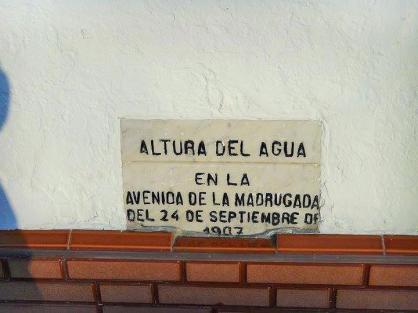 ALTURA DEL AGUA
EN LA
AVENIDA DE LA MADRUGADA
DEL 24 DE SEPTIEMBRE DE
1907